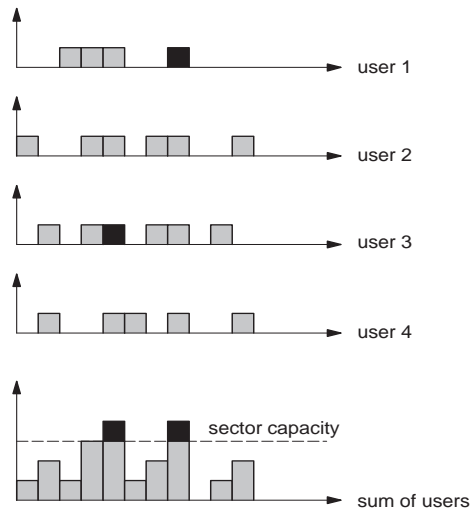 user 1
user 2
user 3
user 4
sector capacity
sum of users